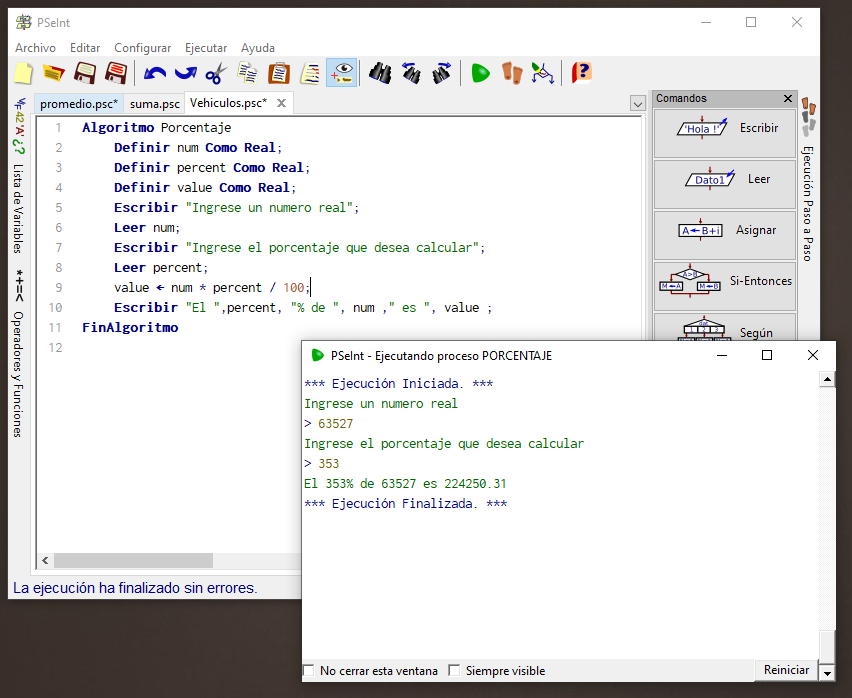 PSeInt
Archivo Editar Configurar Ejecutar Ayuda
promedio.psc* suma.psc Vehiculos.psc*
Lista de Variables
*+=<
Operadores y Funciones
1 Algoritmo Porcentaje
2 Definir num Como Real;
3 Definir percent Como Real;
4 Definir value Como Real;
5 Escribir "Ingrese un numero real";
6 Leer num;
7 Escribir "Ingrese el porcentaje que desea calcular";
8 Leer percent;
9 value ← num * percent / 100;
10 Escribir "El ",percent, "% de ", num ," es ", value ;
11 FinAlgoritmo
12
Comandos
'Hola !' Escribir
Dato1 Leer
A←B+i Asignar
A>B
M←A M←B Si-Entonces
Según
1 2 3
Ejecución Paso a Paso
La ejecución ha finalizado sin errores.
PSeInt - Ejecutando proceso PORCENTAJE
*** Ejecución Iniciada. ***
Ingrese un numero real
> 63527
Ingrese el porcentaje que desea calcular
> 353
El 353% de 63527 es 224250.31
*** Ejecución Finalizada. ***
No cerrar esta ventana Siempre visible Reiniciar